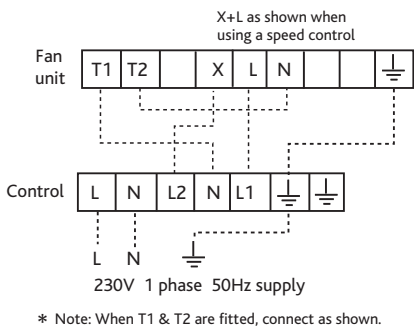 X+L as shown when
using a speed control
Fan
unit
T1 T2 X L N
Control
L N L2 N L1
L N
230V 1 phase 50Hz supply
* Note: When T1 & T2 are fitted, connect as shown.